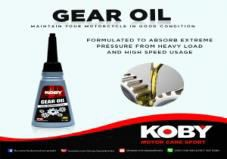 GEAR OIL
MAINTAIN YOUR MOTORCYCLE IN GOOD CONDITION
FORMULATED TO ABSORB EXTREME
PRESSURE FROM HEAVY LOAD
AND HIGH SPEED USAGE
KOBY
GEAR OIL
KOBY
MOTOR CARE SPORT